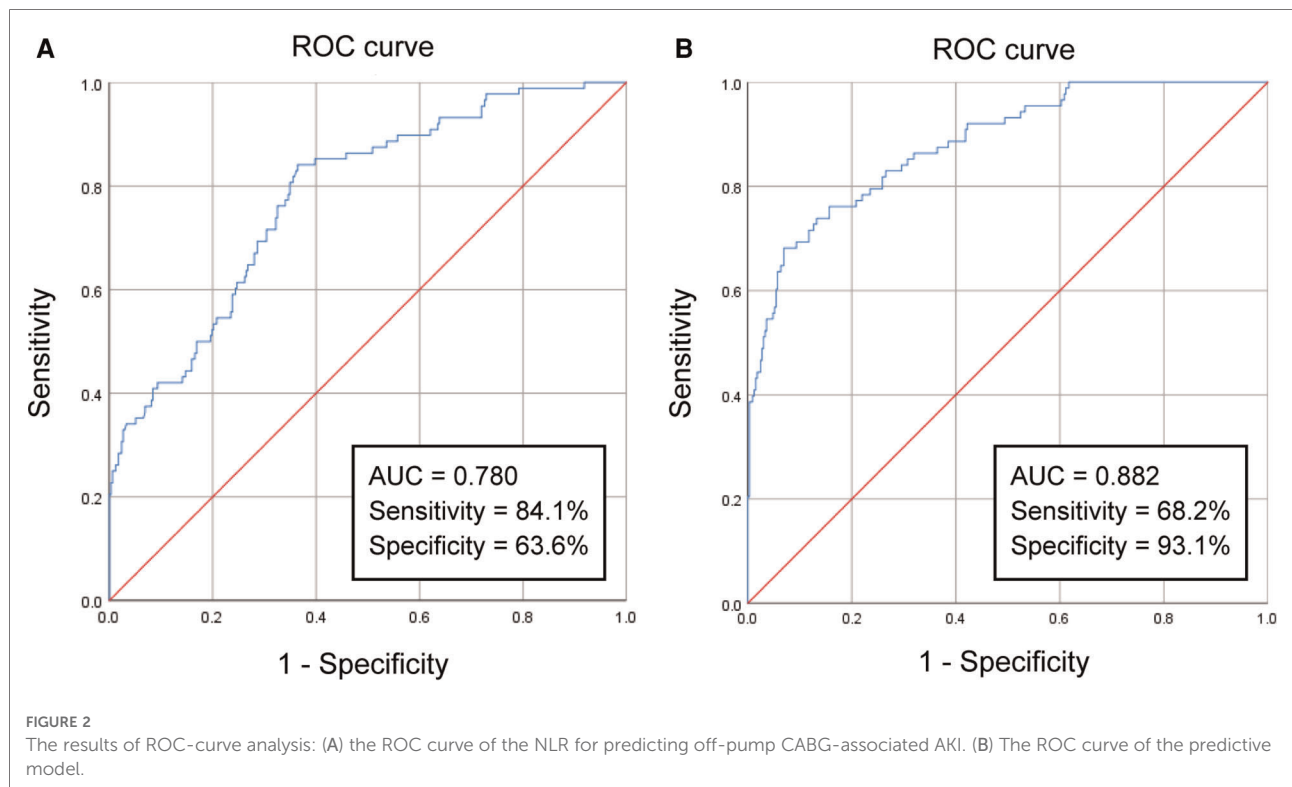 A
ROC curve
1.0
0.8
0.6
0.4
0.2
0.0
Sensitivity
0.0 0.2 0.4 0.6 0.8 1.0
1 - Specificity
AUC = 0.780
Sensitivity = 84.1%
Specificity = 63.6%
B
ROC curve
1.0
0.8
0.6
0.4
0.2
0.0
Sensitivity
0.0 0.2 0.4 0.6 0.8 1.0
1 - Specificity
AUC = 0.882
Sensitivity = 68.2%
Specificity = 93.1%
FIGURE 2
The results of ROC-curve analysis: (A) the ROC curve of the NLR for predicting off-pump CABG-associated AKI. (B) The ROC curve of the predictive
model.